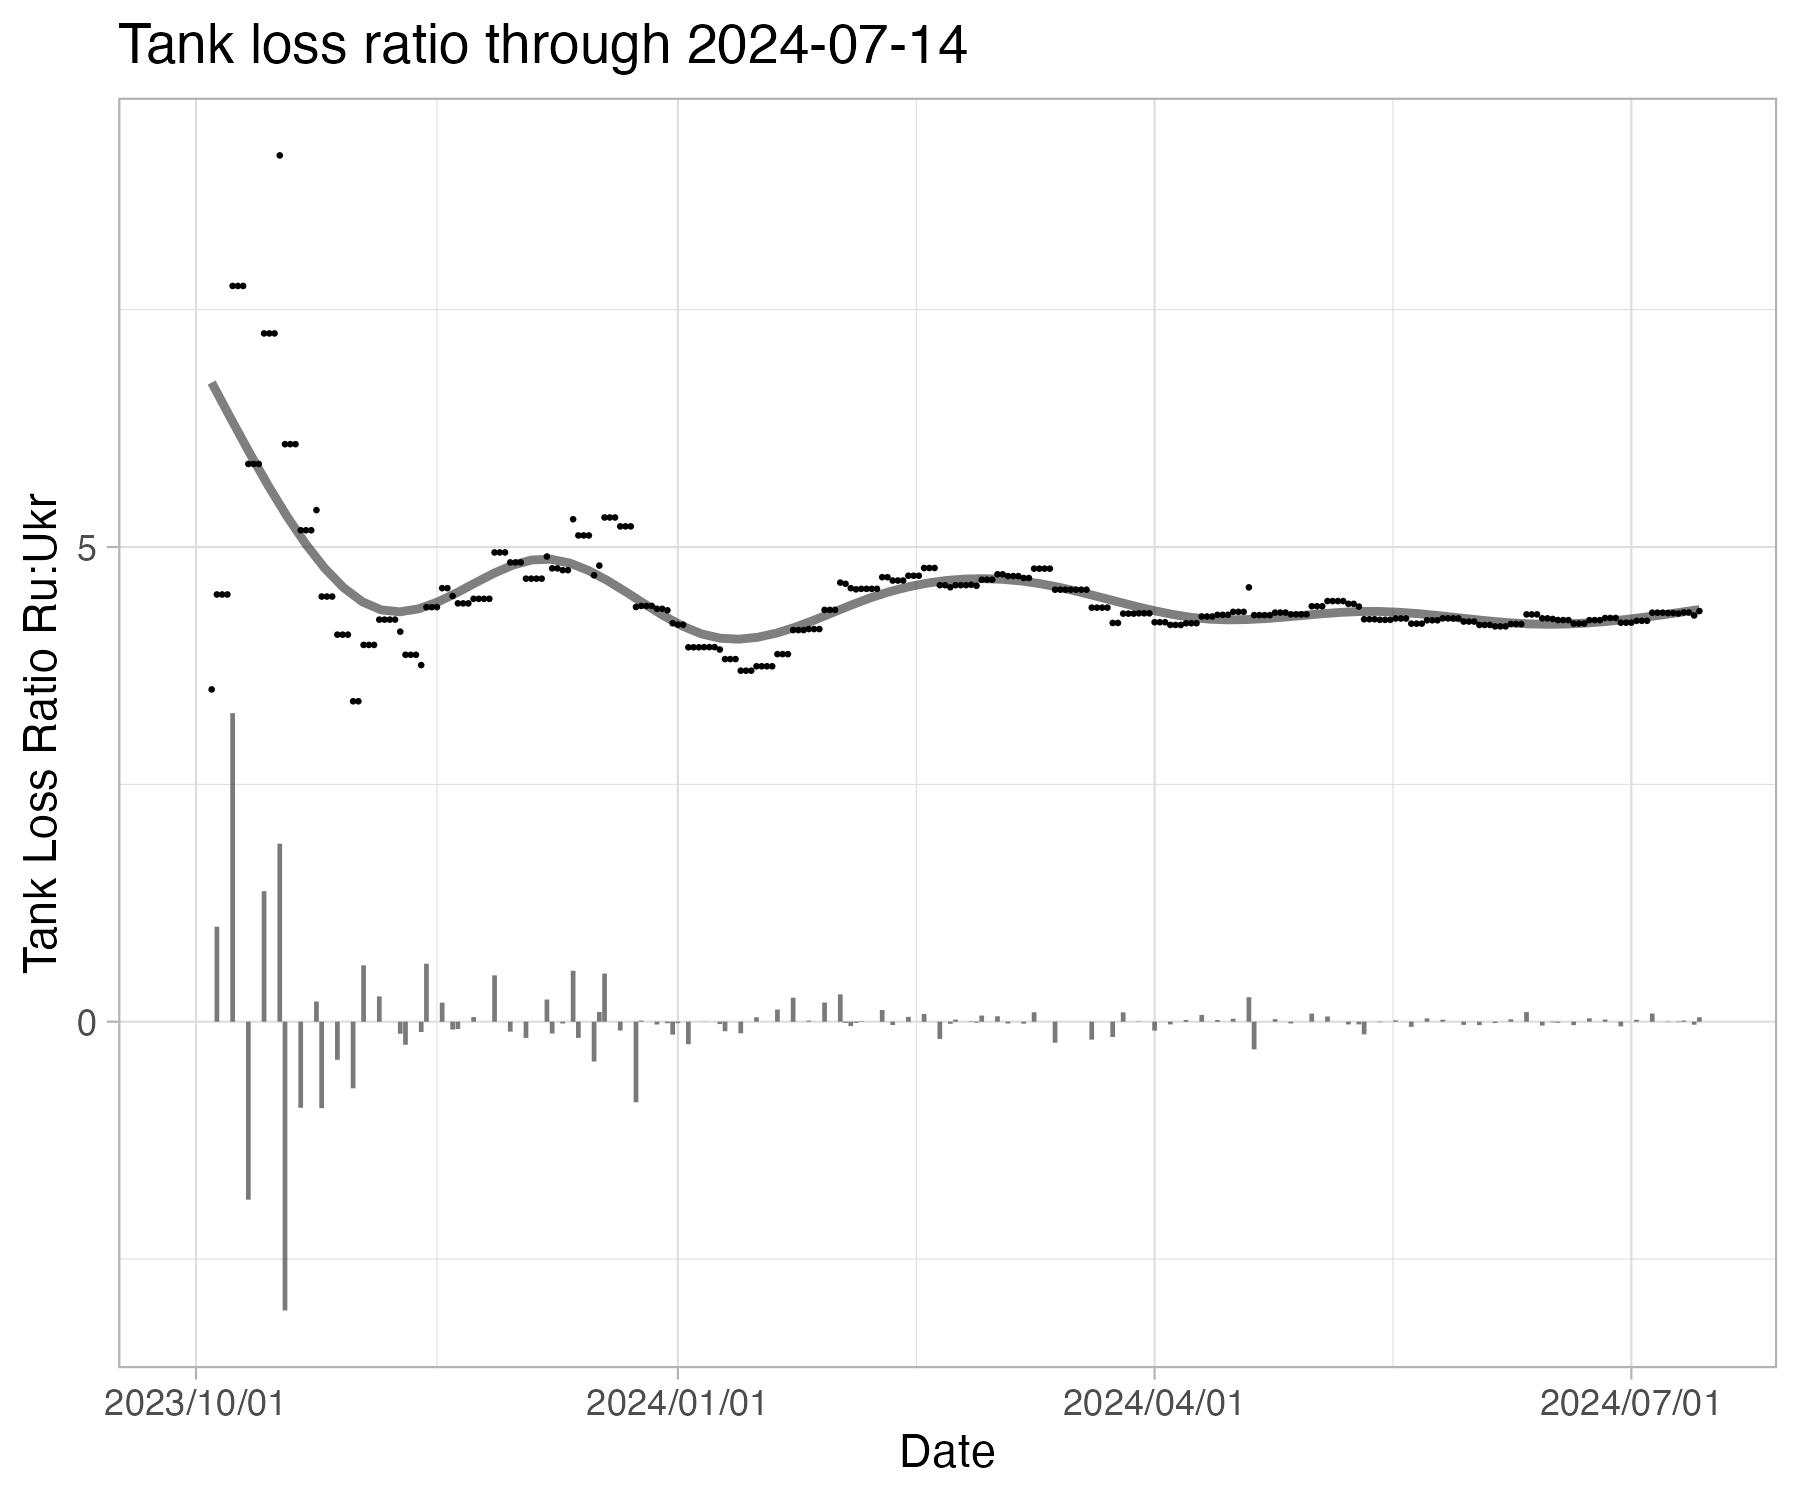 Tank loss ratio through 2024-07-14
Tank Loss Ratio Ru:Ukr
5
0
2023/10/01
2024/01/01
2024/04/01
2024/07/01
Date